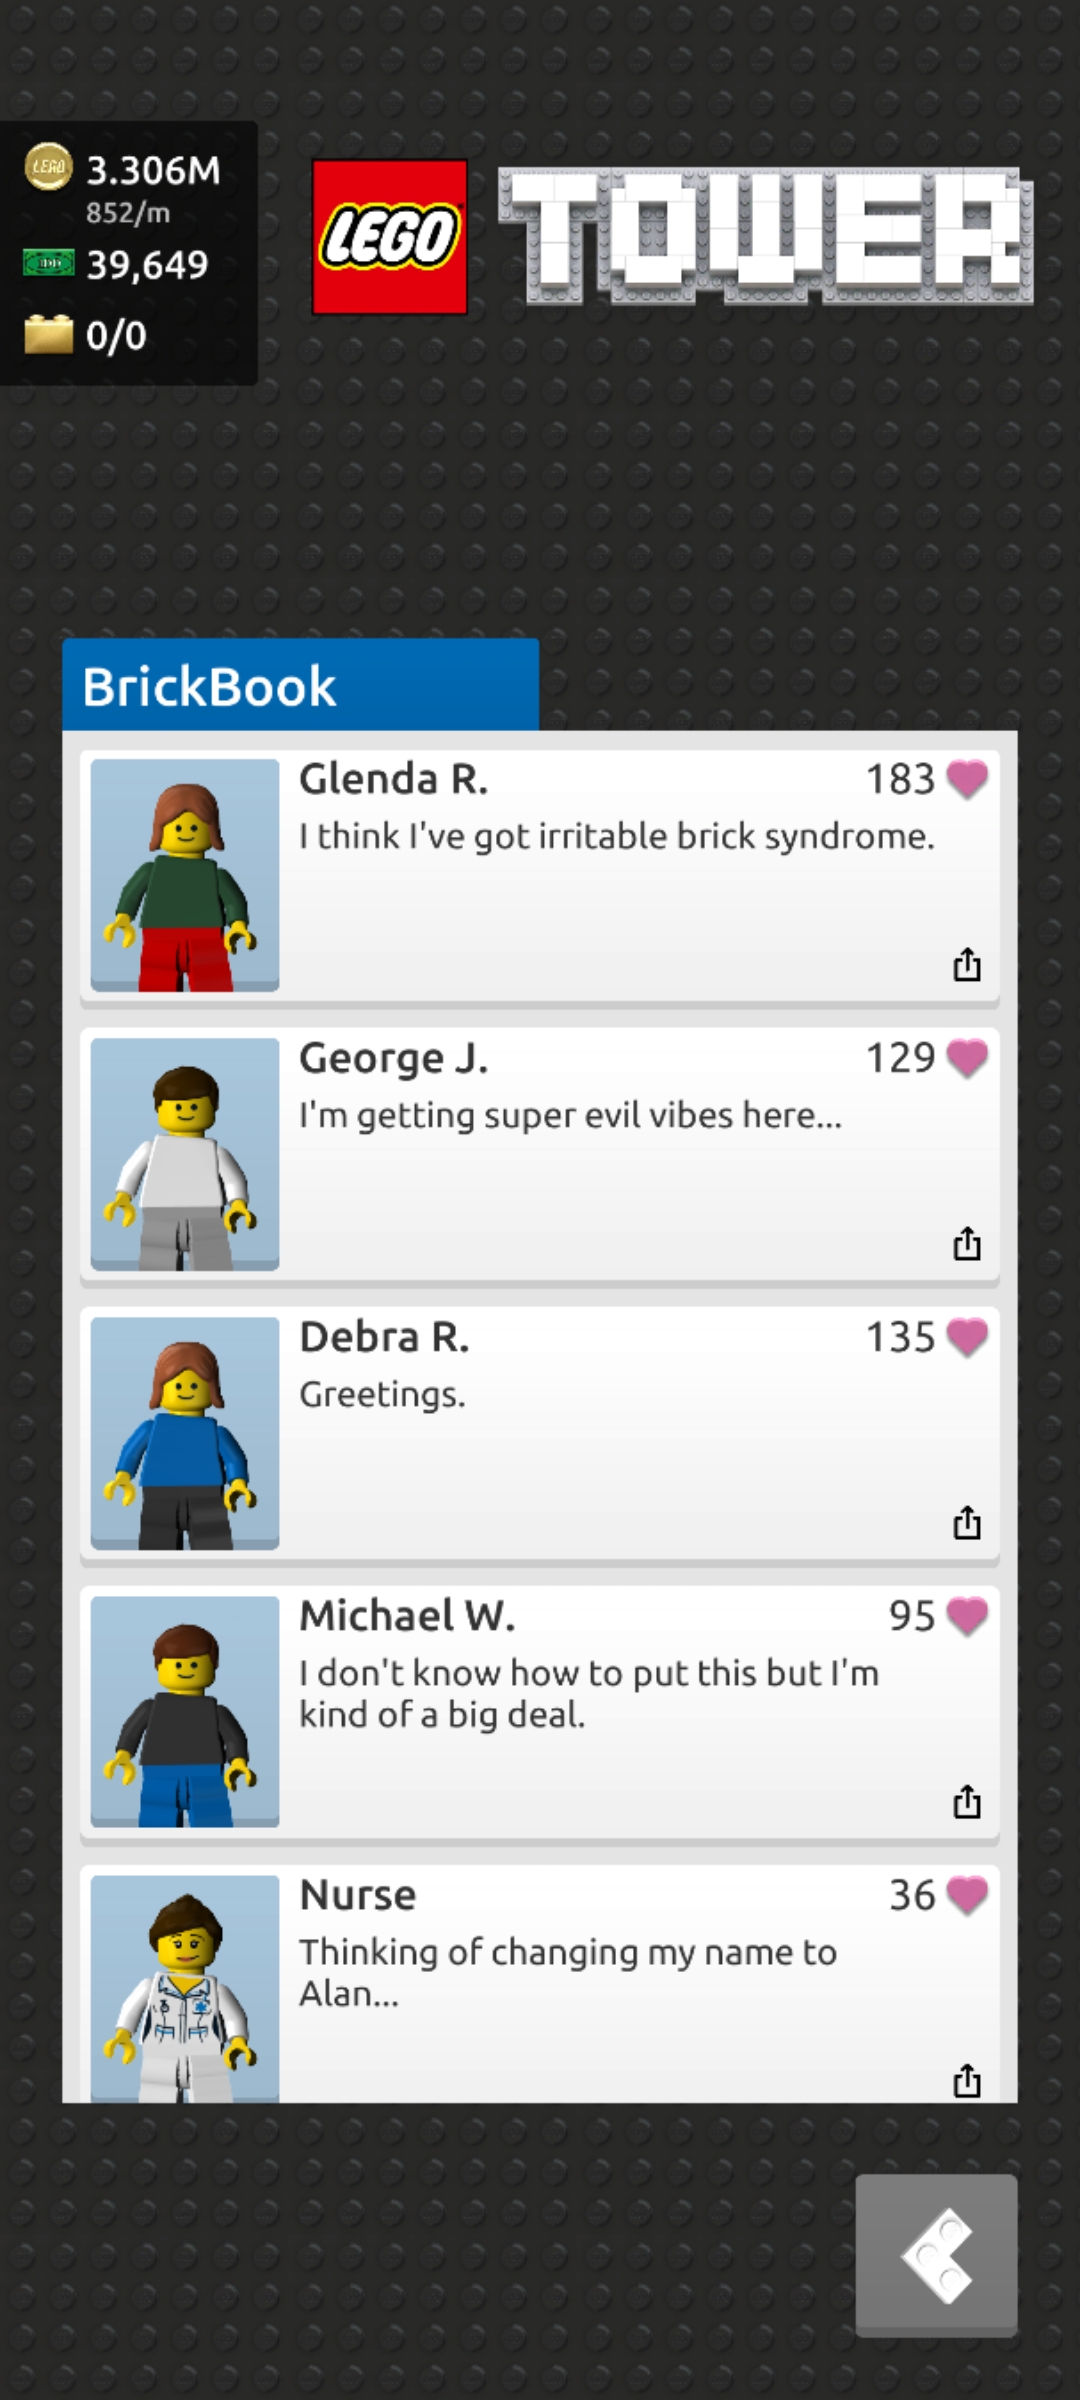 LEGO
3.306M
852/m
39,649
0/0
LEGO
TOWER
BrickBook
Glenda R.
183
I think I've got irritable brick syndrome.
George J.
129
I'm getting super evil vibes here...
Debra R.
135
Greetings.
Michael W.
95
I don't know how to put this but I'm
kind of a big deal.
Nurse
36
Thinking of changing my name to
Alan...